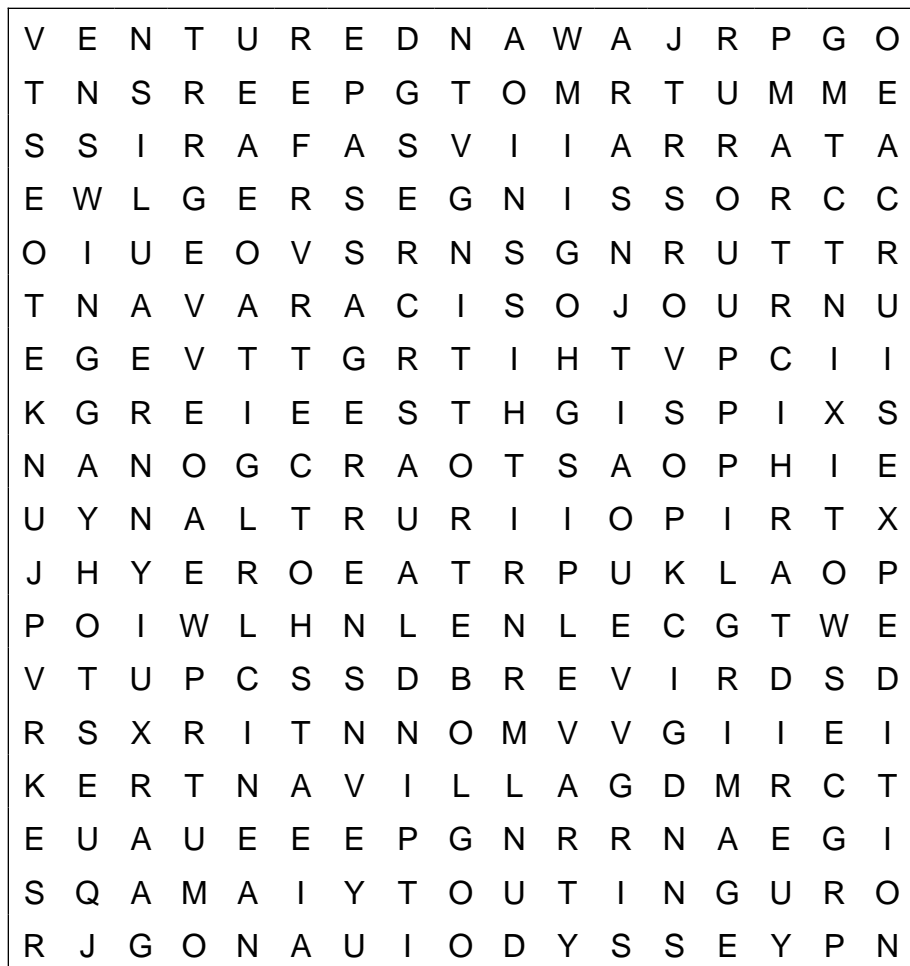 V E N T U R E D N A W A J R P G O
T N S R E E P G T O M R T U M M E
S S I R A F A S V I I A R R A T A
E W L G E R S E G N I S S O R C C
O I U E O V S R N S G N R U T T R
T N A V A R A C I S O J O U R N U
E G E V T T G R T I H T V P C I I
K G R E I E E S T H G I S P I X S
N A N O G C R A O T S A O P H I E
U Y N A L T R U R I I O P I R T X
J H Y E R O E A T R P U K L A O P
P O I W L H N L E N L E C G T W E
V T U P C S S D B R E V I R D S D
R S X R I T N N O M V V G I I E I
K E R T N A V I L L A G D M R C T
E U A U E E E P G N R R N A E G I
S Q A M A I Y T O U T I N G U R O
R J G O N A U I O D Y S S E Y P N